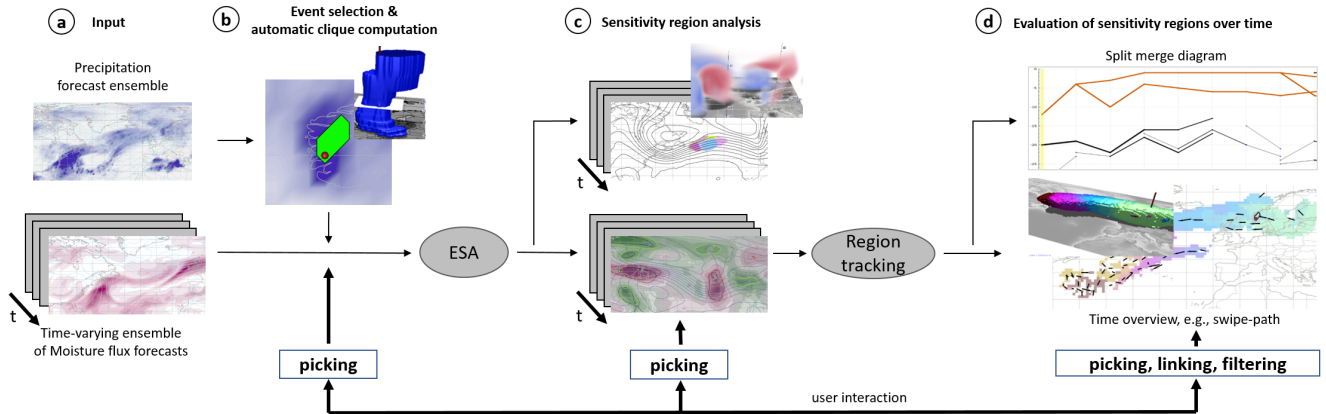 a Input
Precipitation
forecast ensemble
t
Time-varying ensemble
of Moisture flux forecasts
b Event selection &
automatic clique computation
ESA
picking
c Sensitivity region analysis
t
t
picking
Region
tracking
d Evaluation of sensitivity regions over time
Split merge diagram
Time overview, e.g., swipe-path
picking, linking, filtering
user interaction